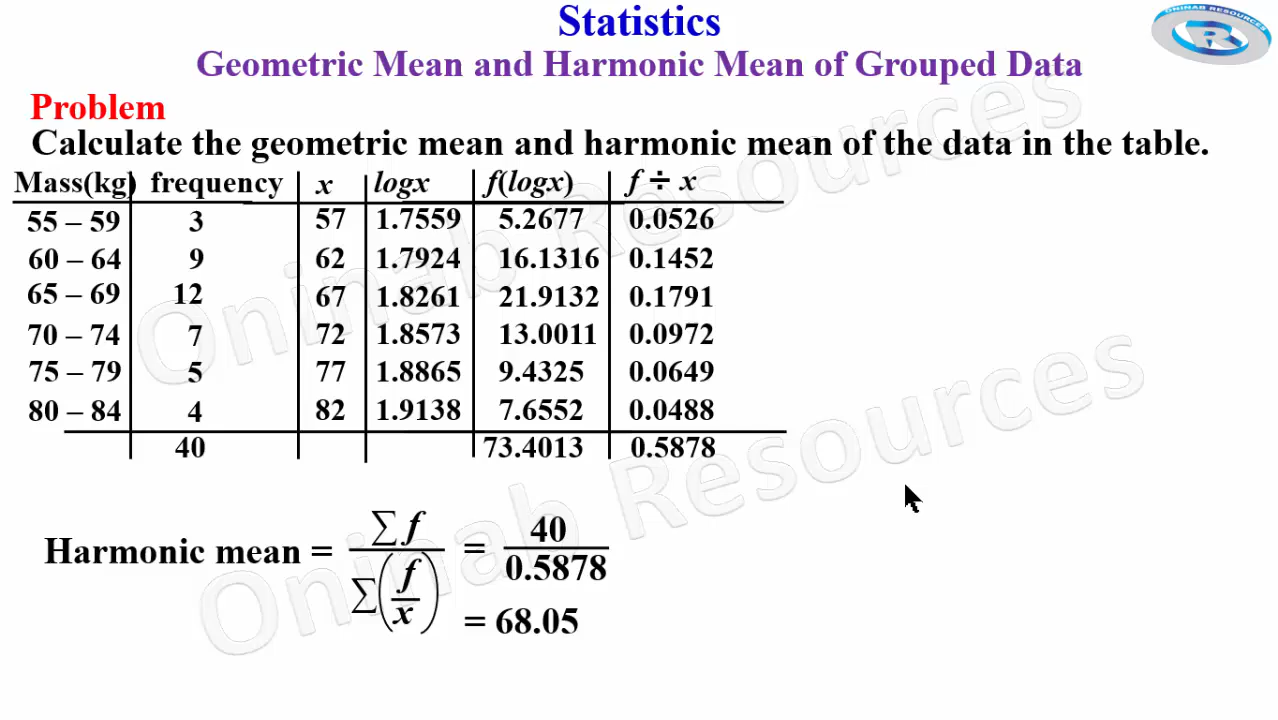 Statistics
ONINAB RESOURCES
R
Geometric Mean and Harmonic Mean of Grouped Data
Problem
Calculate the geometric mean and harmonic mean of the data in the table.
Mass(kg) frequency x logx f(logx) f ÷ x
55 – 59 3 57 1.7559 5.2677 0.0526
60 – 64 9 62 1.7924 16.1316 0.1452
65 – 69 12 67 1.8261 21.9132 0.1791
70 – 74 7 72 1.8573 13.0011 0.0972
75 – 79 5 77 1.8865 9.4325 0.0649
80 – 84 4 82 1.9138 7.6552 0.0488
40 73.4013 0.5878
Harmonic mean = ∑f / ∑(f/x) = 40 / 0.5878
= 68.05
Oninab Resources
Oninab Resources